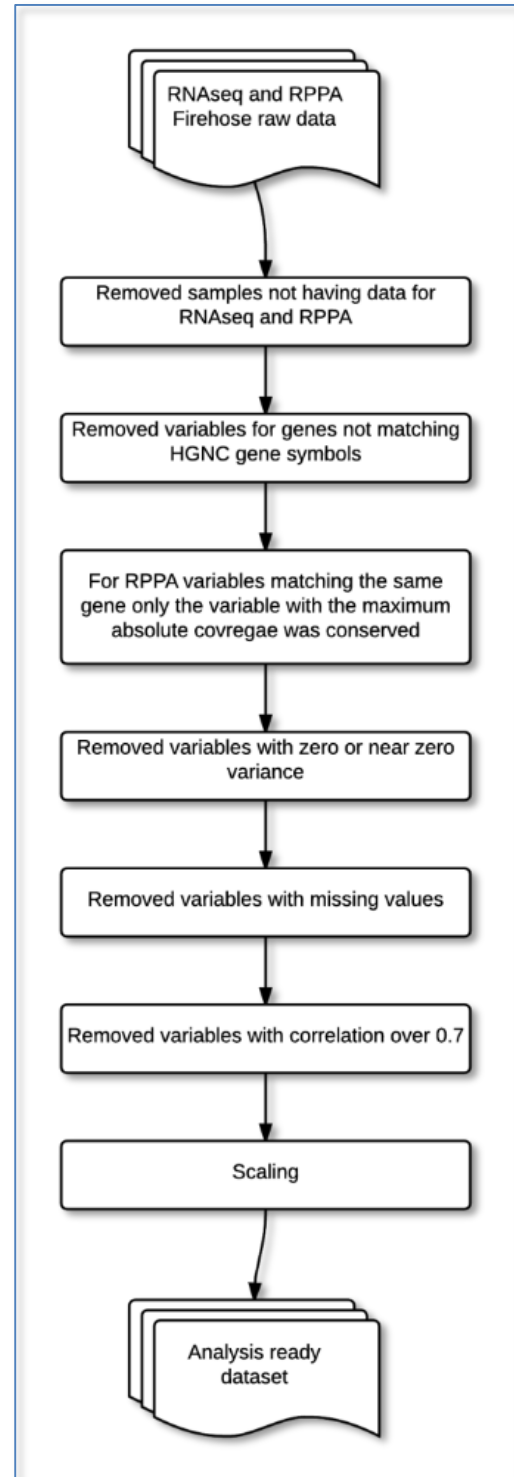 RNAseq and RPPA
Firehose raw data
Removed samples not having data for
RNAseq and RPPA
Removed variables for genes not matching
HGNC gene symbols
For RPPA variables matching the same
gene only the variable with the maximum
absolute covregae was conserved
Removed variables with zero or near zero
variance
Removed variables with missing values
Removed variables with correlation over 0.7
Scaling
Analysis ready
dataset